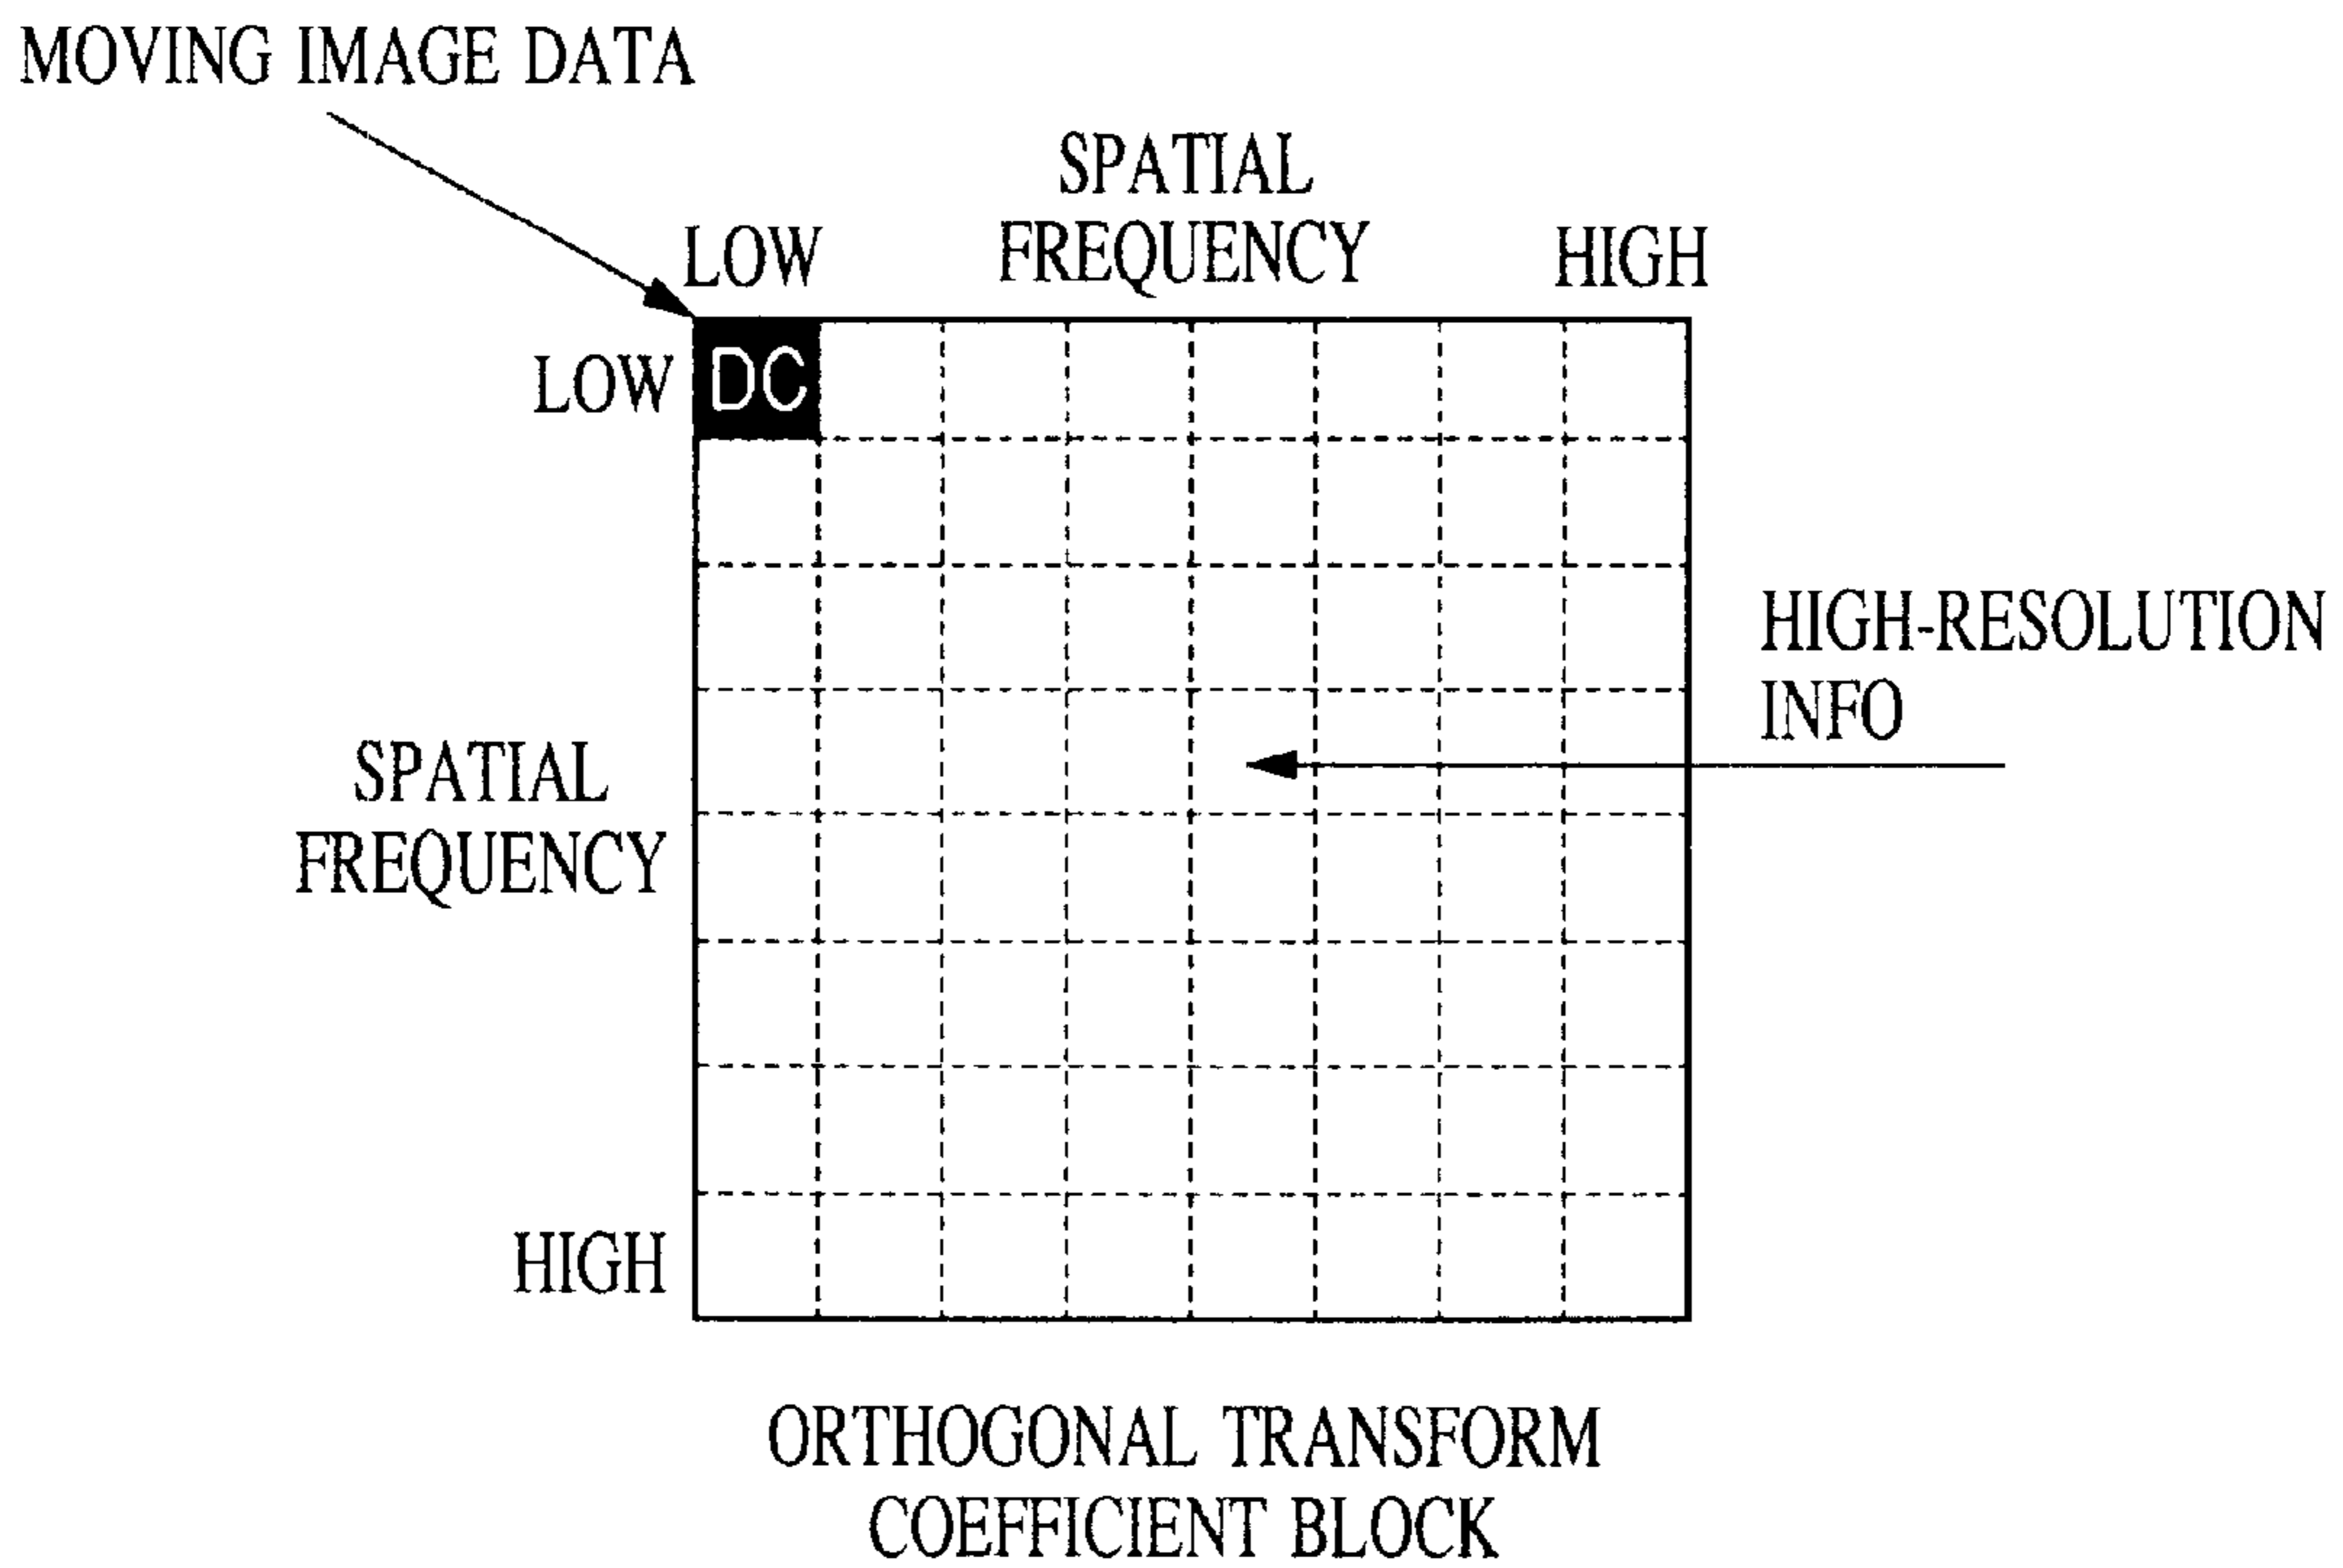 MOVING IMAGE DATA
SPATIAL
FREQUENCY
LOW
HIGH
LOW
DC
HIGH-RESOLUTION
INFO
SPATIAL
FREQUENCY
HIGH
ORTHOGONAL TRANSFORM
COEFFICIENT BLOCK